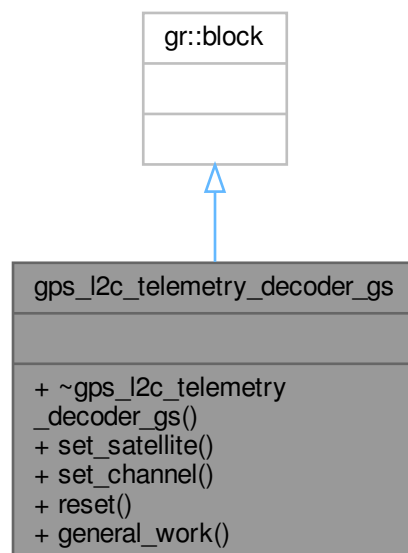 gr::block
gps_l2c_telemetry_decoder_gs
+ ~gps_l2c_telemetry
_decoder_gs()
+ set_satellite()
+ set_channel()
+ reset()
+ general_work()